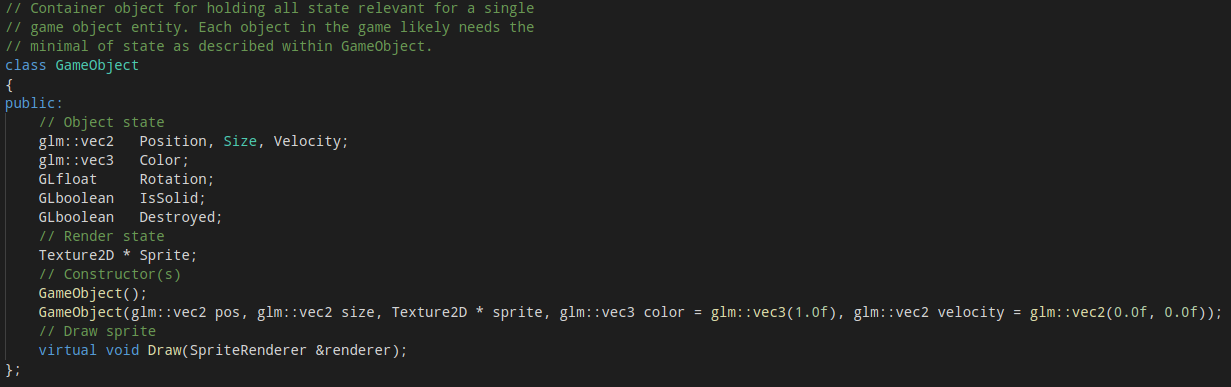 // Container object for holding all state relevant for a single
// game object entity. Each object in the game likely needs the
// minimal of state as described within GameObject.
class GameObject
{
public:
    // Object state
    glm::vec2   Position, Size, Velocity;
    glm::vec3   Color;
    GLfloat     Rotation;
    GLboolean   IsSolid;
    GLboolean   Destroyed;
    // Render state
    Texture2D * Sprite;
    // Constructor(s)
    GameObject();
    GameObject(glm::vec2 pos, glm::vec2 size, Texture2D * sprite, glm::vec3 color = glm::vec3(1.0f), glm::vec2 velocity = glm::vec2(0.0f, 0.0f));
    // Draw sprite
    virtual void Draw(SpriteRenderer &renderer);
};